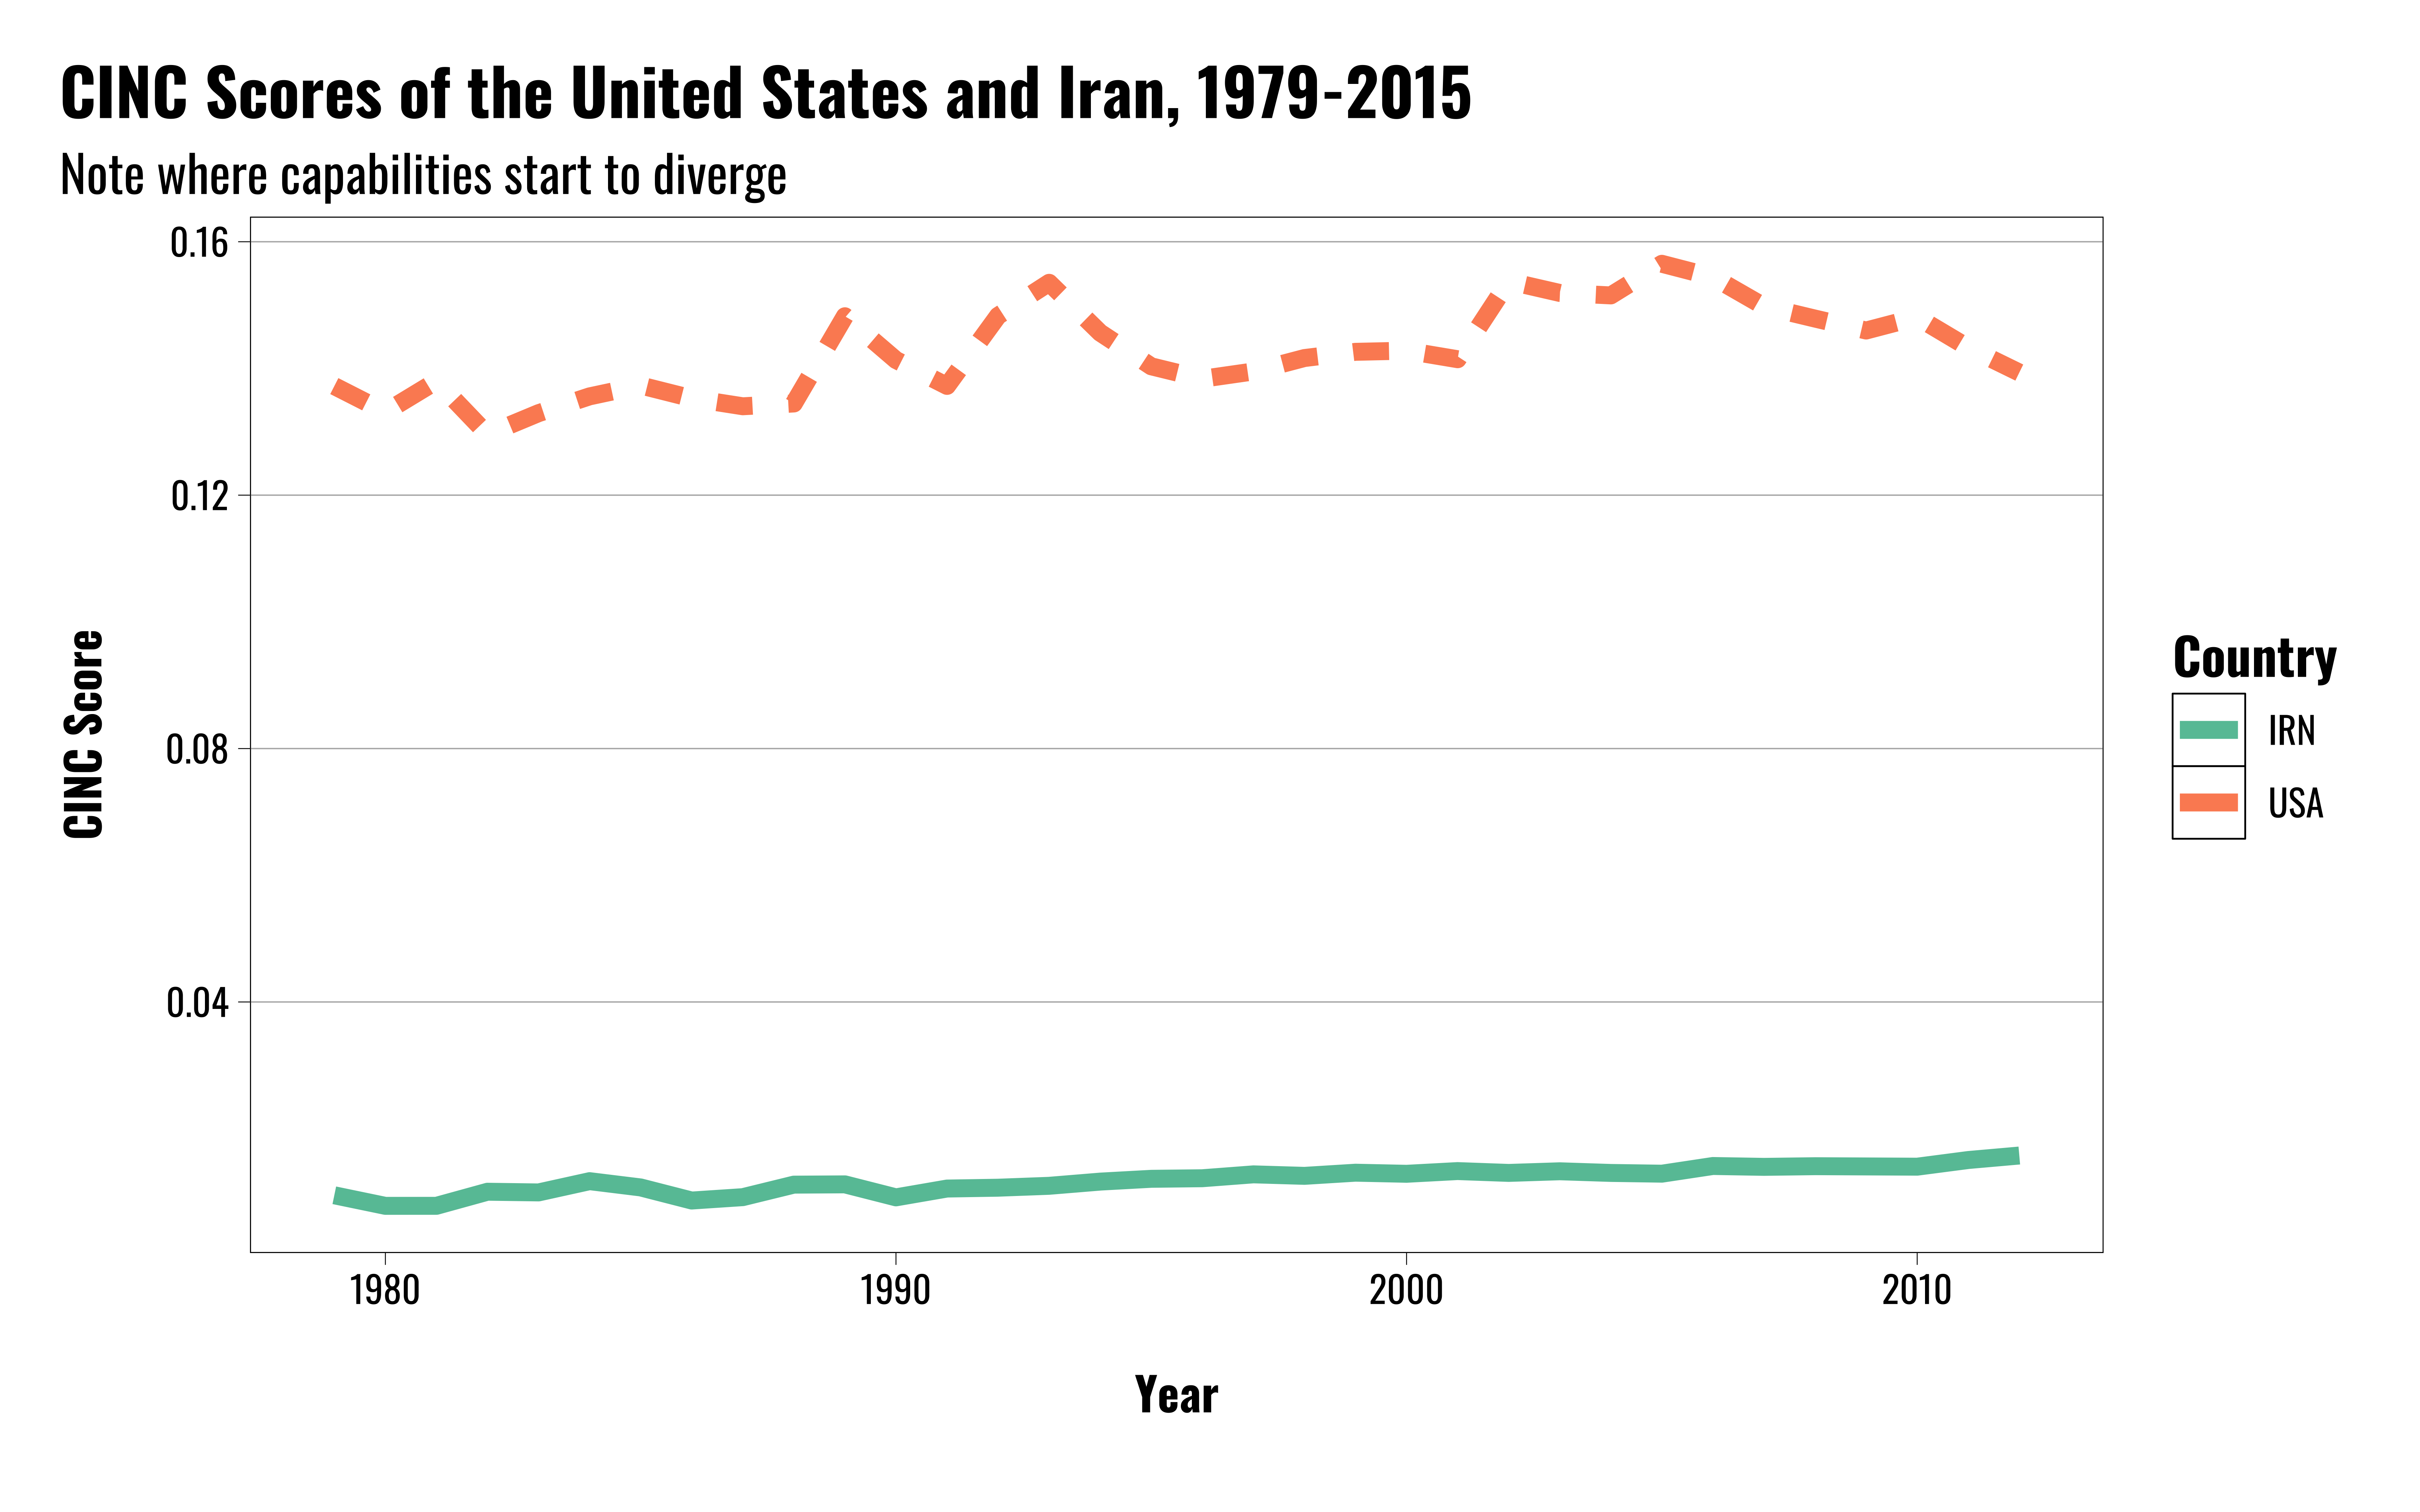 CINC Scores of the United States and Iran, 1979-2015
Note where capabilities start to diverge
0.16
0.12
0.08
0.04
CINC Score
1980
1990
2000
2010
Year
Country
IRN
USA